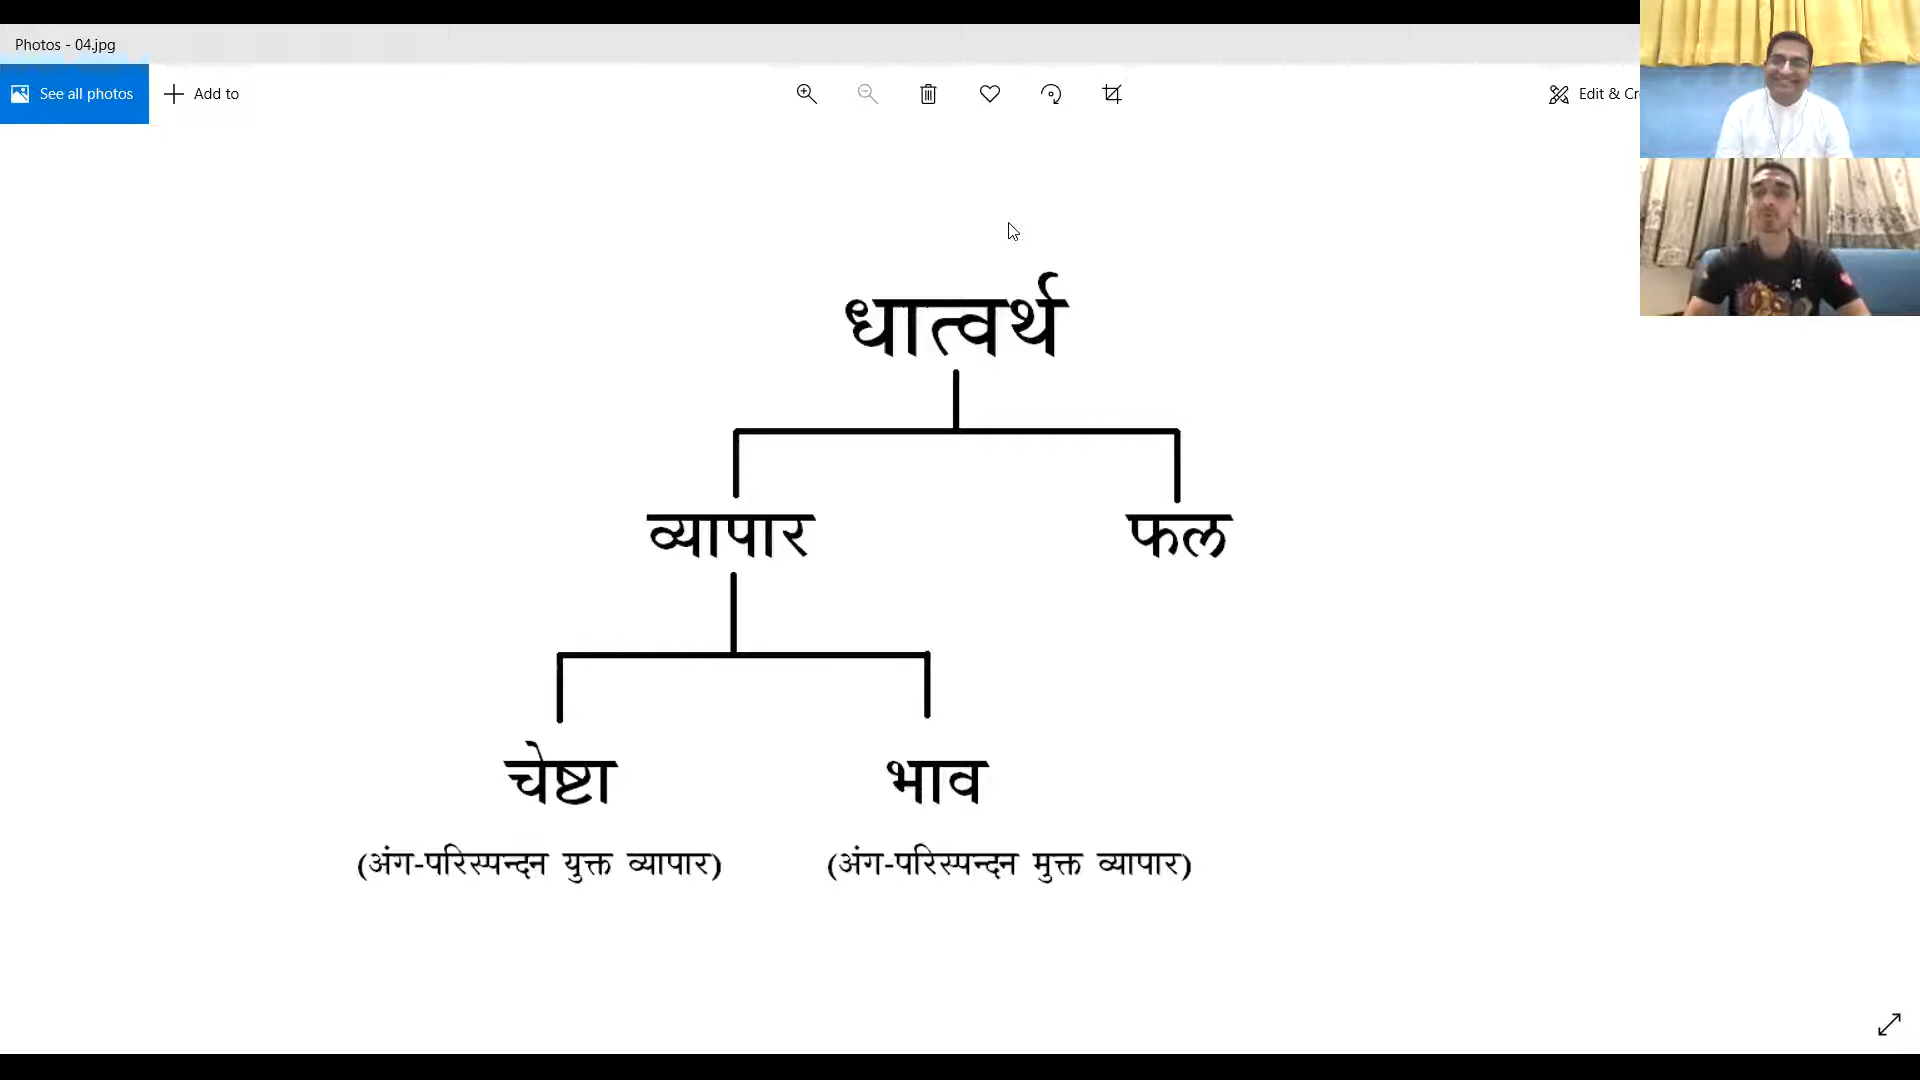 Photos - 04.jpg
See all photos
Add to
Edit & Cr
धात्वर्थ
व्यापार फल
चेष्टा भाव
(अंग-परिस्पन्दन युक्त व्यापार) (अंग-परिस्पन्दन मुक्त व्यापार)